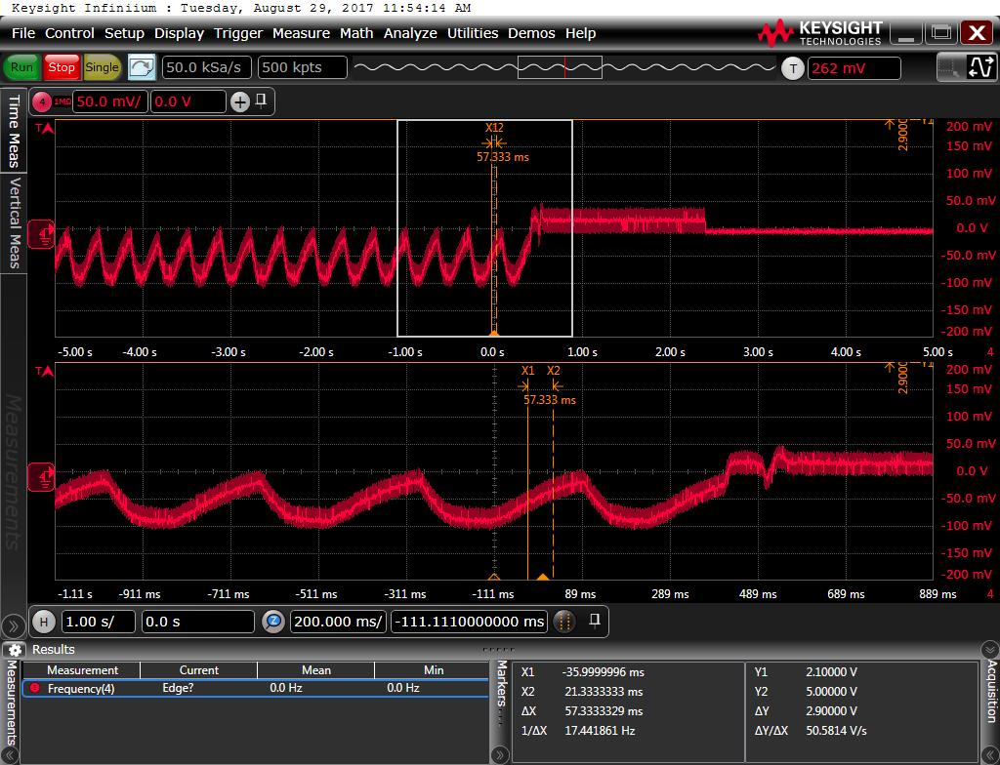 Keysight Infiniium : Tuesday, August 29, 2017 11:54:14 AM
File Control Setup Display Trigger Measure Math Analyze Utilities Demos Help
KEYSIGHT
TECHNOLOGIES
Run Stop Single 50.0 kSa/s 500 kpts T 262 mV
4 1MΩ 50.0 mV/ 0.0 V
Time Meas
Vertical Meas
Measurements
T
X12
57.333 ms
2.9000
Y1
200 mV
150 mV
100 mV
50.0 mV
0.0 V
-50.0 mV
-100 mV
-150 mV
-200 mV
-5.00 s -4.00 s -3.00 s -2.00 s -1.00 s 0.0 s 1.00 s 2.00 s 3.00 s 4.00 s 5.00 s 4
T
X1 X2
57.333 ms
2.9000
Y1
200 mV
150 mV
100 mV
50.0 mV
0.0 V
-50.0 mV
-100 mV
-150 mV
-200 mV
-1.11 s -911 ms -711 ms -511 ms -311 ms -111 ms 89 ms 289 ms 489 ms 689 ms 889 ms 4
H 1.00 s/ 0.0 s 200.000 ms/ -111.1110000000 ms
Results
Measurements
Measurement Current Mean Min
Frequency(4) Edge? 0.0 Hz 0.0 Hz
Markers
X1 -35.9999996 ms Y1 2.10000 V
X2 21.3333333 ms Y2 5.00000 V
ΔX 57.3333329 ms ΔY 2.90000 V
1/ΔX 17.441861 Hz ΔY/ΔX 50.5814 V/s
Acquisition